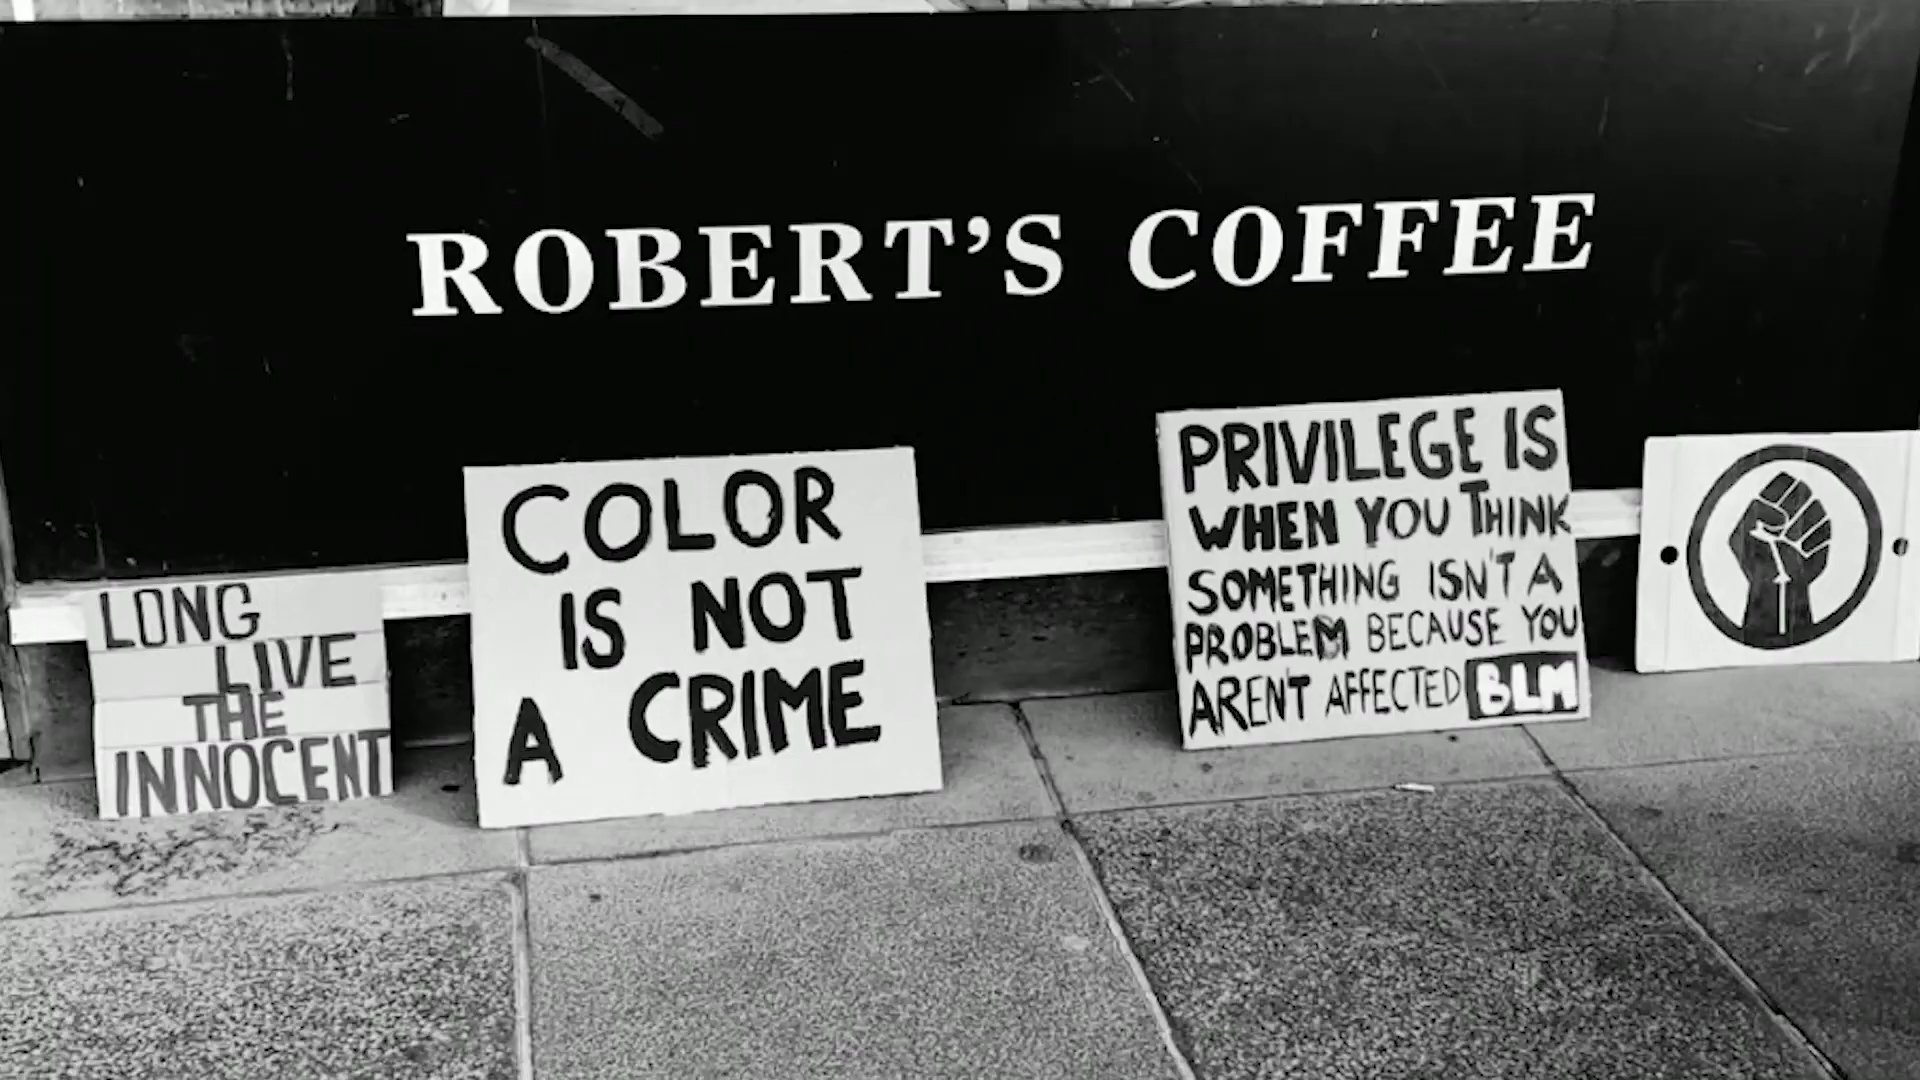 ROBERT'S COFFEE
LONG
LIVE
THE
INNOCENT
COLOR
IS NOT
A CRIME
PRIVILEGE IS
WHEN YOU THINK
SOMETHING ISN'T A
PROBLEM BECAUSE YOU
AREN'T AFFECTED BLM